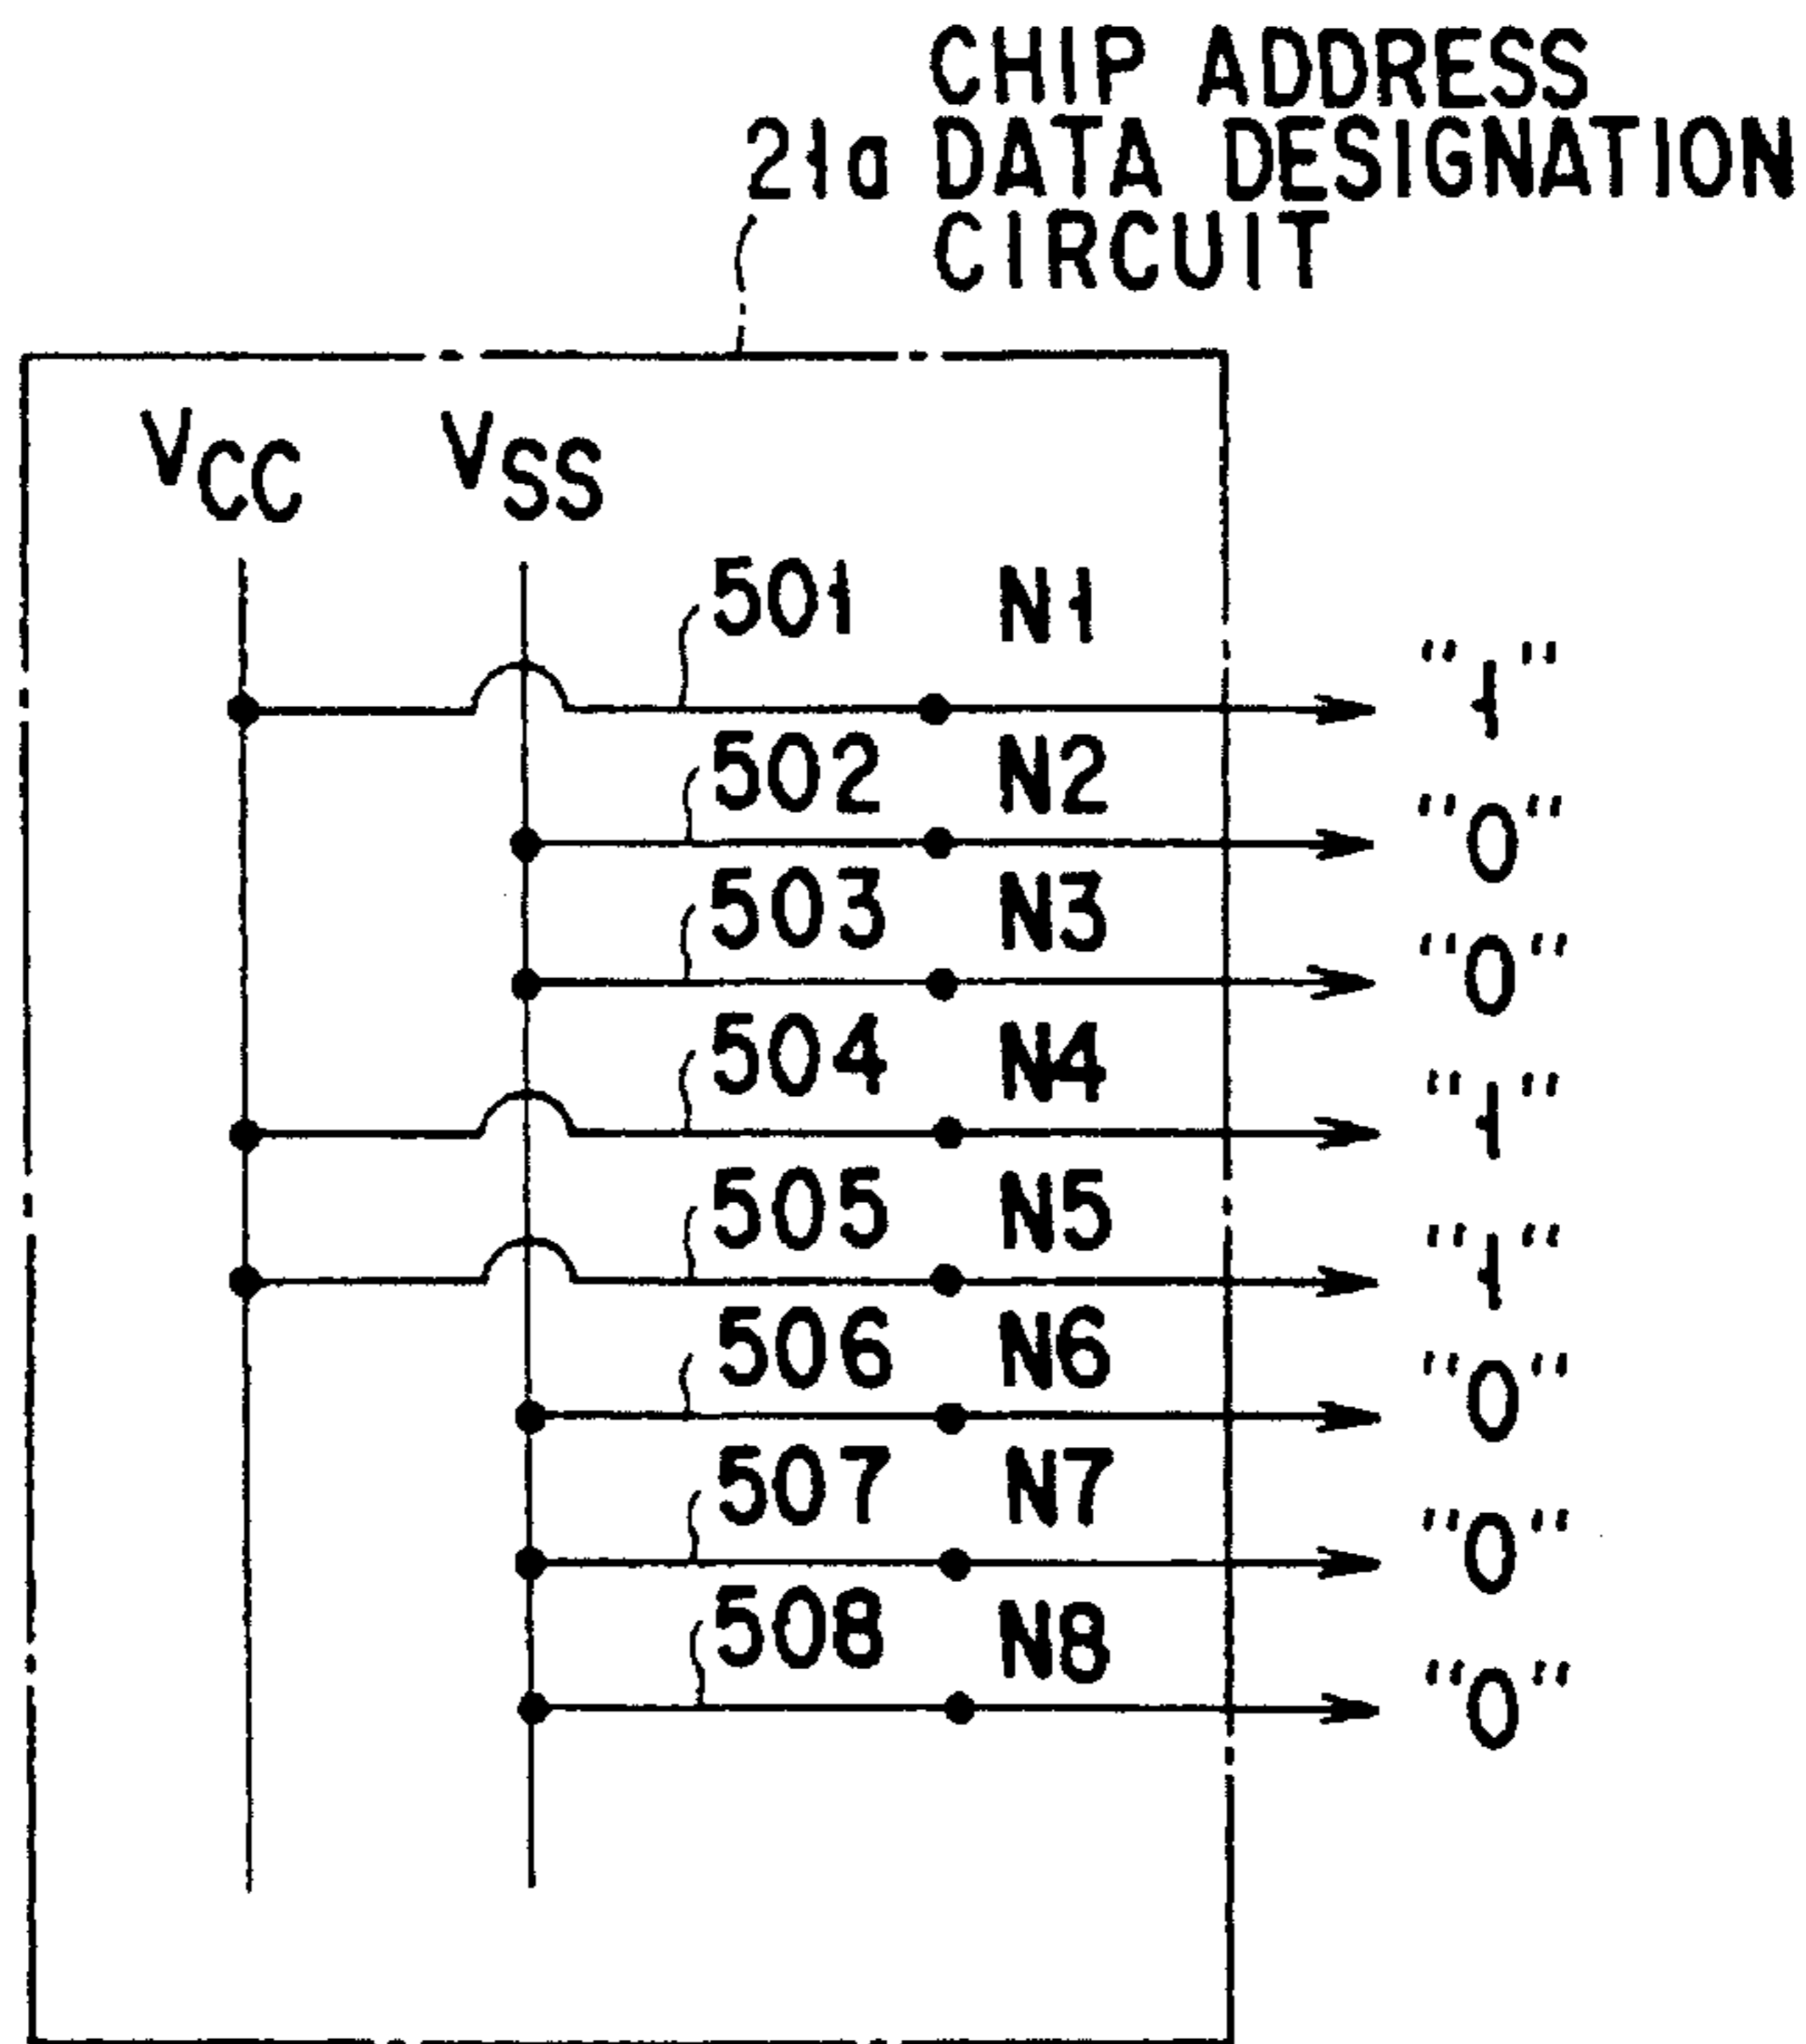 CHIP ADDRESS
21a DATA DESIGNATION
CIRCUIT
VCC VSS
501 N1
"1"
502 N2
"0"
503 N3
"0"
504 N4
"1"
505 N5
"1"
506 N6
"0"
507 N7
"0"
508 N8
"0"